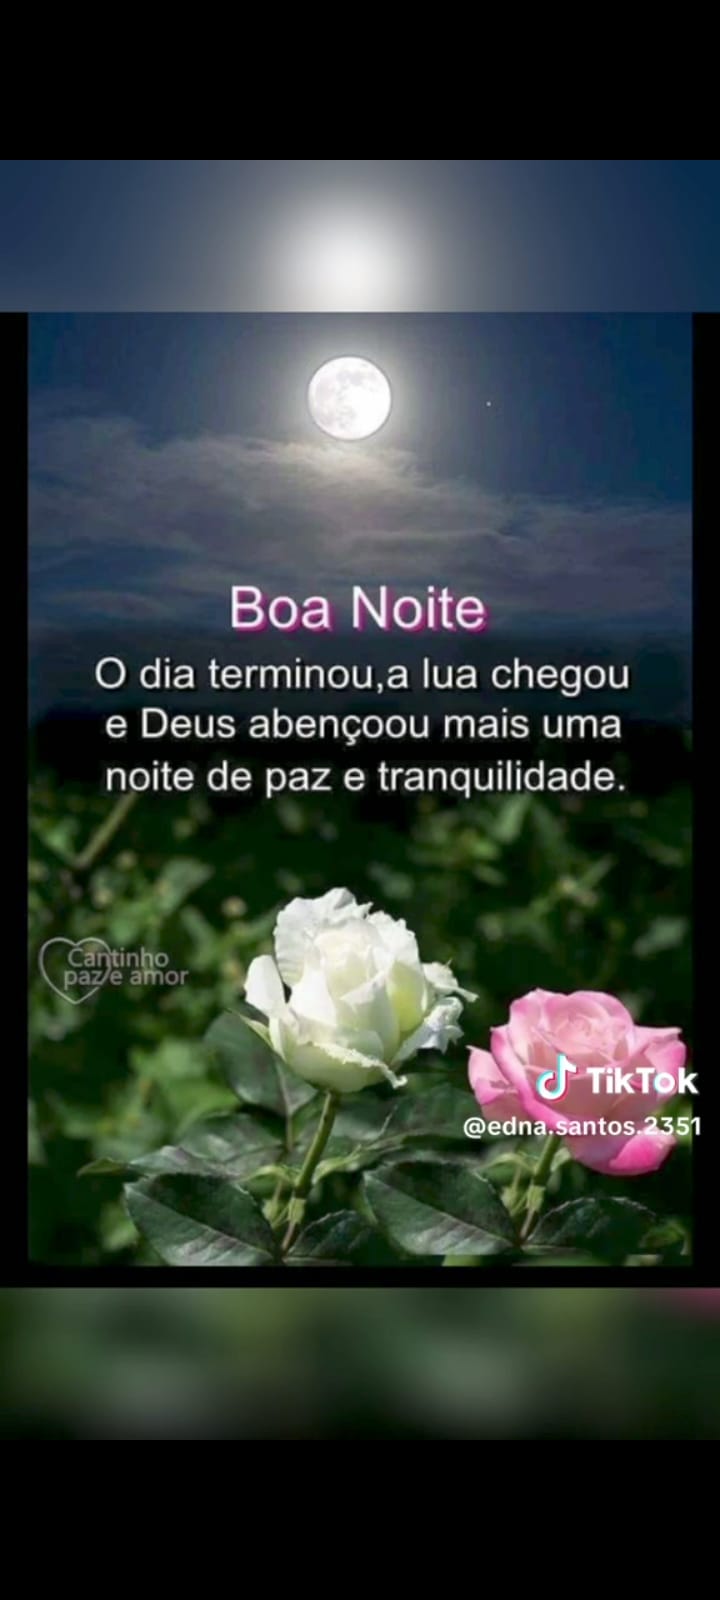 Boa Noite
O dia terminou,a lua chegou
e Deus abençoou mais uma
noite de paz e tranquilidade.
Cantinho
paz e amor
TikTok
@edna.santos.2351